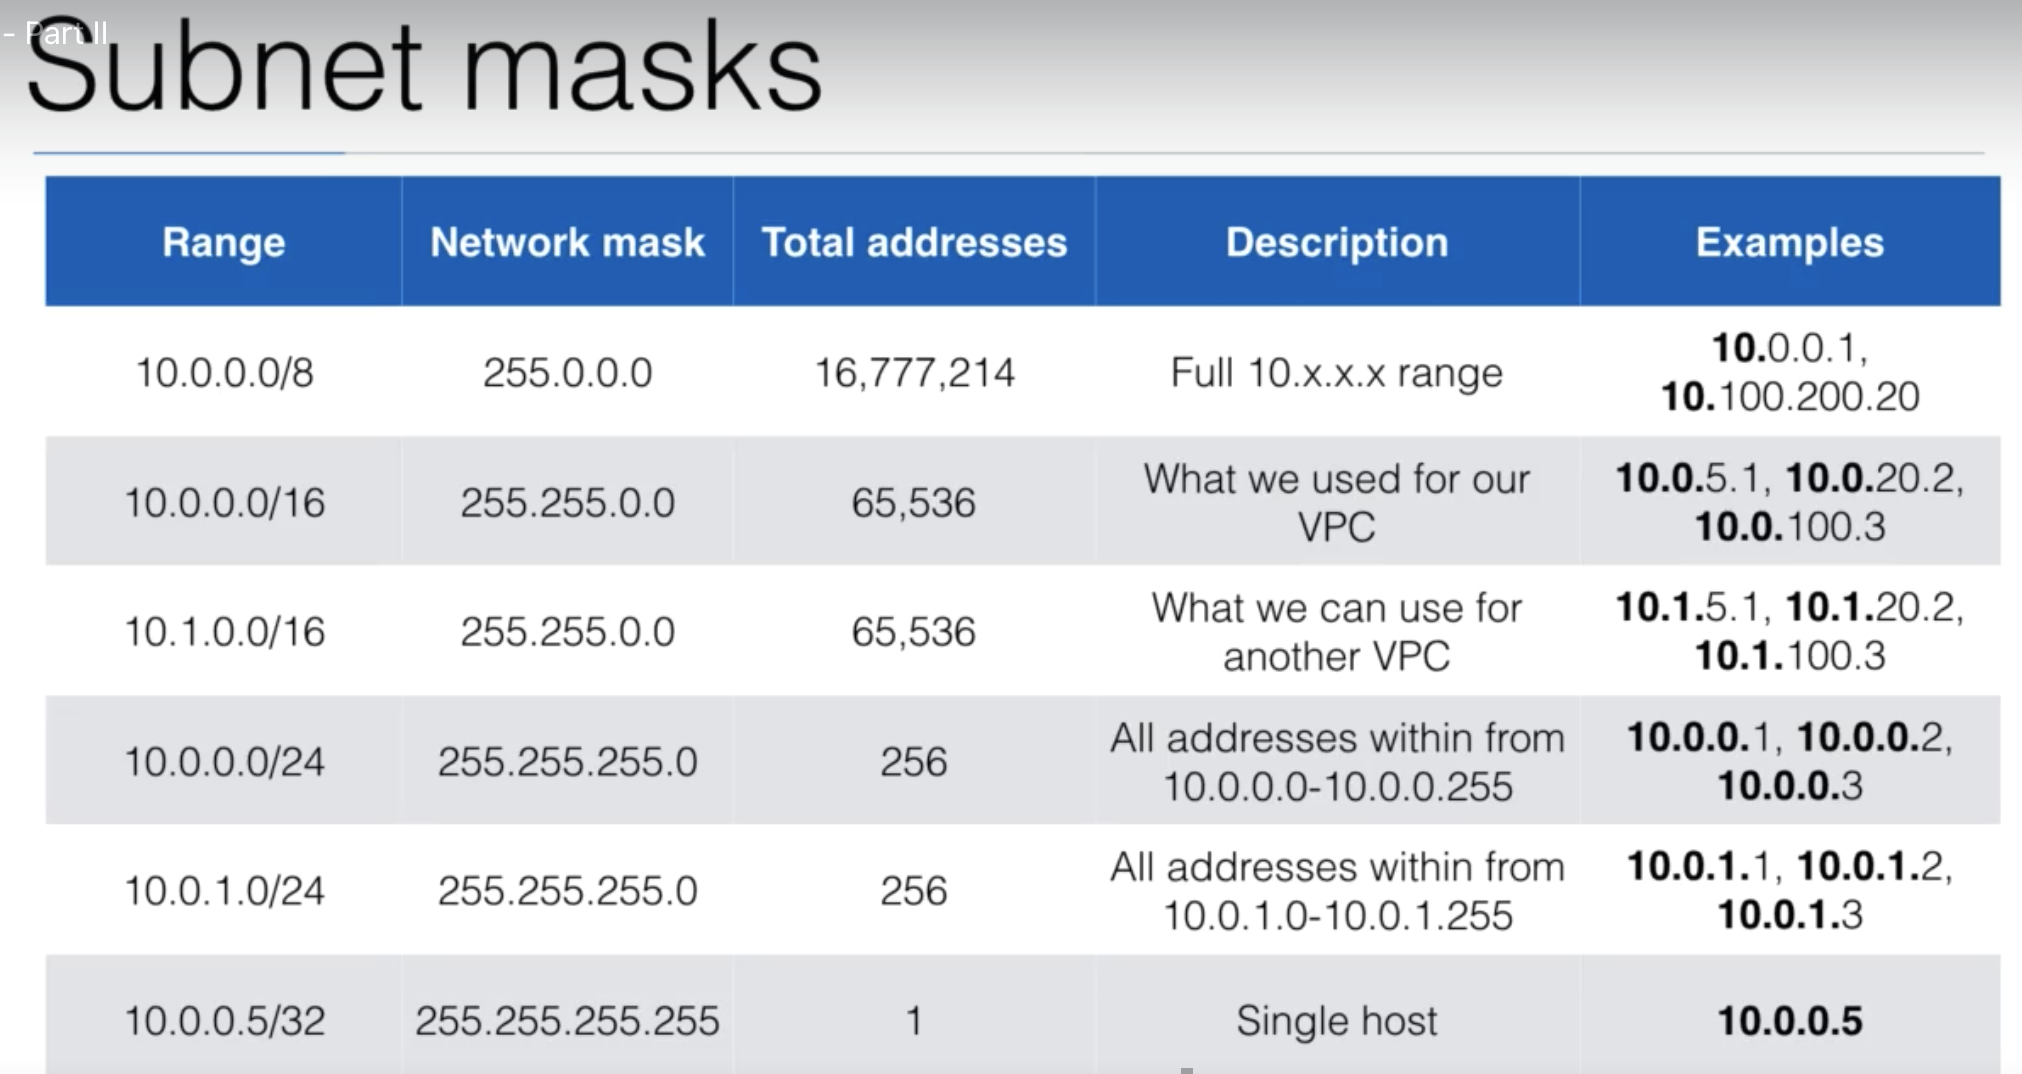 - Part II
Subnet masks
Range Network mask Total addresses Description Examples
10.0.0.0/8 255.0.0.0 16,777,214 Full 10.x.x.x range 10.0.0.1,
10.100.200.20
10.0.0.0/16 255.255.0.0 65,536 What we used for our
VPC
10.0.5.1, 10.0.20.2,
10.0.100.3
10.1.0.0/16 255.255.0.0 65,536 What we can use for
another VPC
10.1.5.1, 10.1.20.2,
10.1.100.3
10.0.0.0/24 255.255.255.0 256 All addresses within from
10.0.0.0-10.0.0.255
10.0.0.1, 10.0.0.2,
10.0.0.3
10.0.1.0/24 255.255.255.0 256 All addresses within from
10.0.1.0-10.0.1.255
10.0.1.1, 10.0.1.2,
10.0.1.3
10.0.0.5/32 255.255.255.255 1 Single host 10.0.0.5